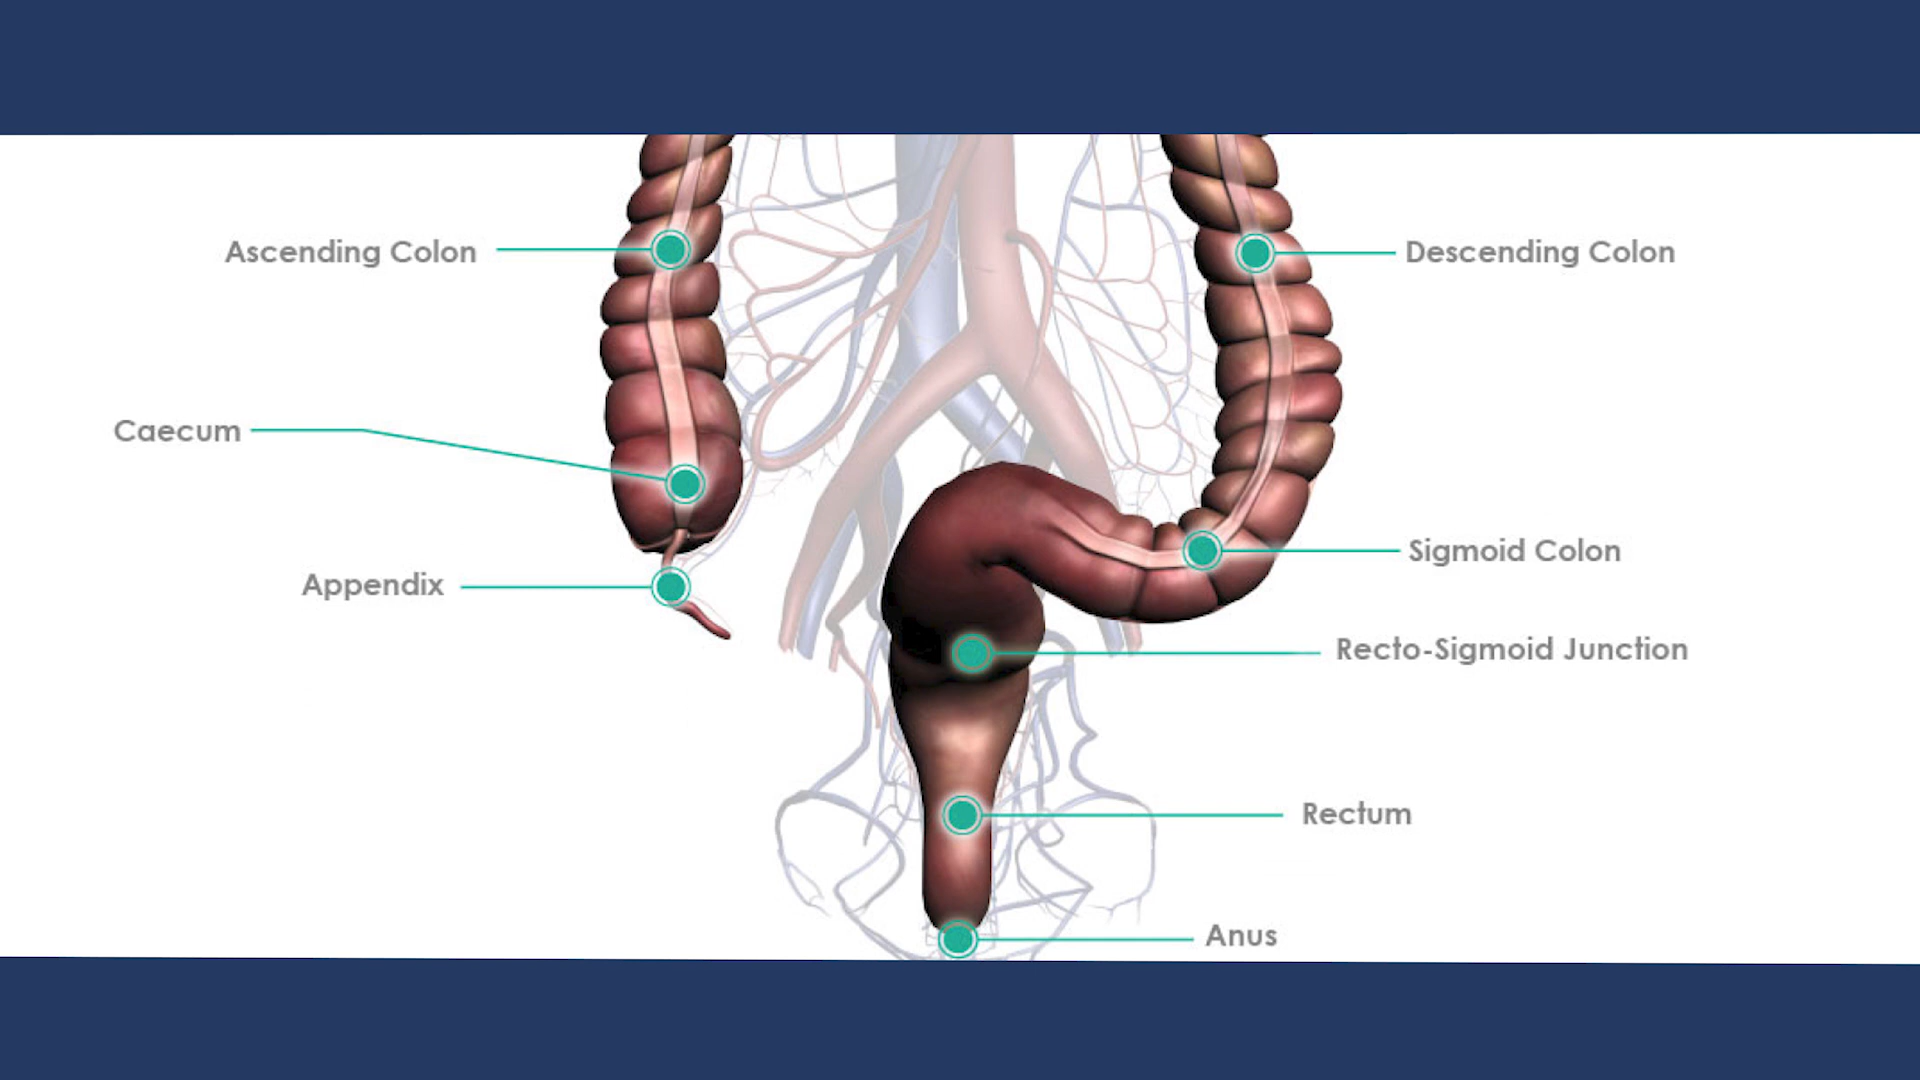 Ascending Colon
Descending Colon
Caecum
Sigmoid Colon
Appendix
Recto-Sigmoid Junction
Rectum
Anus